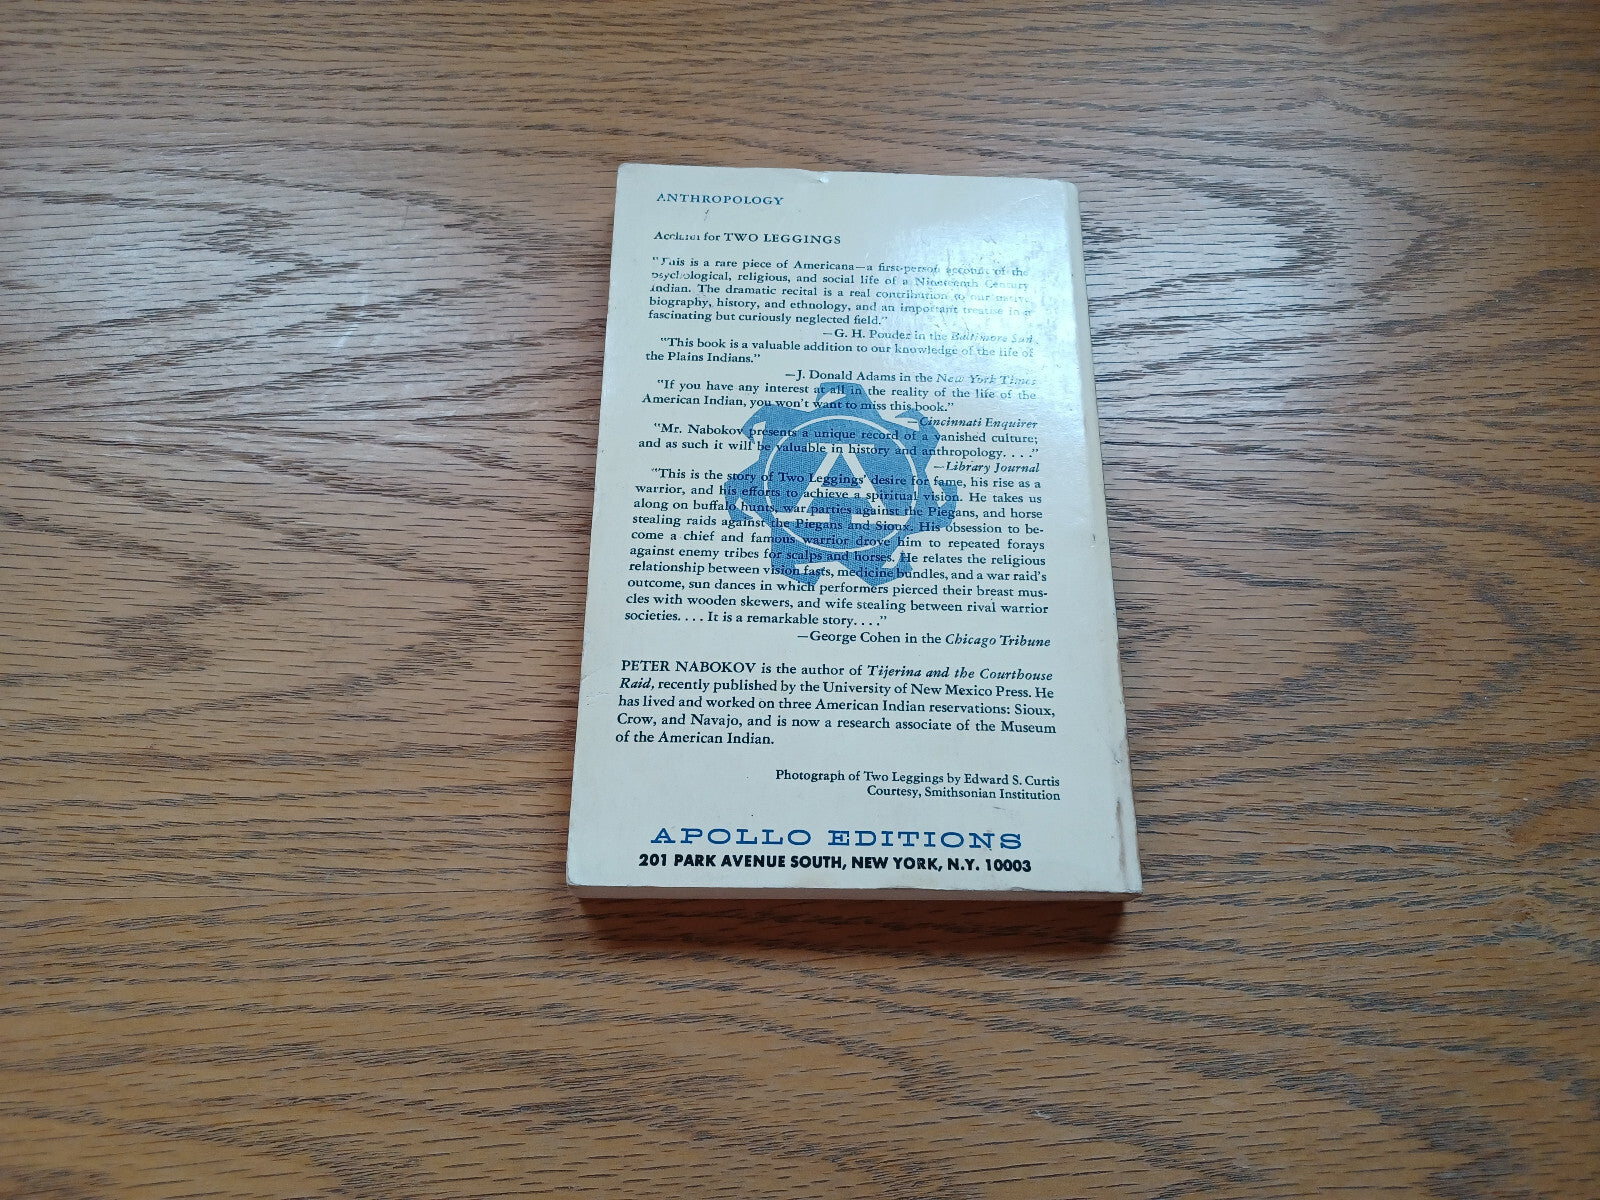 ANTHROPOLOGY
Acclaim for TWO LEGGINGS
"This is a rare piece of Americana—a first-person account of the
psychological, religious, and social life of a Nineteenth Century
Indian. The dramatic recital is a real contribution to our native
biography, history, and ethnology, and an important treatise in a
fascinating but curiously neglected field."
—G. H. Pouder in the Baltimore Sun
"This book is a valuable addition to our knowledge of the life of
the Plains Indians."
—J. Donald Adams in the New York Times
"If you have any interest at all in the reality of the life of the
American Indian, you won't want to miss this book."
—Cincinnati Enquirer
"Mr. Nabokov presents a unique record of a vanished culture;
and as such it will be valuable in history and anthropology. . . ."
—Library Journal
"This is the story of Two Leggings' desire for fame, his rise as a
warrior, and his efforts to achieve a spiritual vision. He takes us
along on buffalo hunts, war parties against the Piegans, and horse
stealing raids against the Piegans and Sioux. His obsession to be-
come a chief and famous warrior drove him to repeated forays
against enemy tribes for scalps and horses. He relates the religious
relationship between vision fasts, medicine bundles, and a war raid's
outcome, sun dances in which performers pierced their breast mus-
cles with wooden skewers, and wife stealing between rival warrior
societies. . . . It is a remarkable story. . . ."
—George Cohen in the Chicago Tribune
PETER NABOKOV is the author of Tijerina and the Courthouse
Raid, recently published by the University of New Mexico Press. He
has lived and worked on three American Indian reservations: Sioux,
Crow, and Navajo, and is now a research associate of the Museum
of the American Indian.
Photograph of Two Leggings by Edward S. Curtis
Courtesy, Smithsonian Institution
APOLLO EDITIONS
201 PARK AVENUE SOUTH, NEW YORK, N.Y. 10003
A